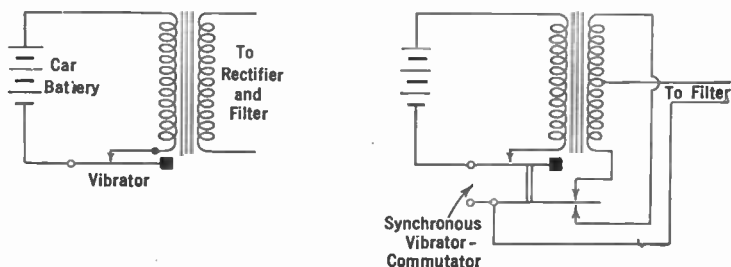 Car
Battery
To
Rectifier
and
Filter
Vibrator
To Filter
Synchronous
Vibrator-
Commutator